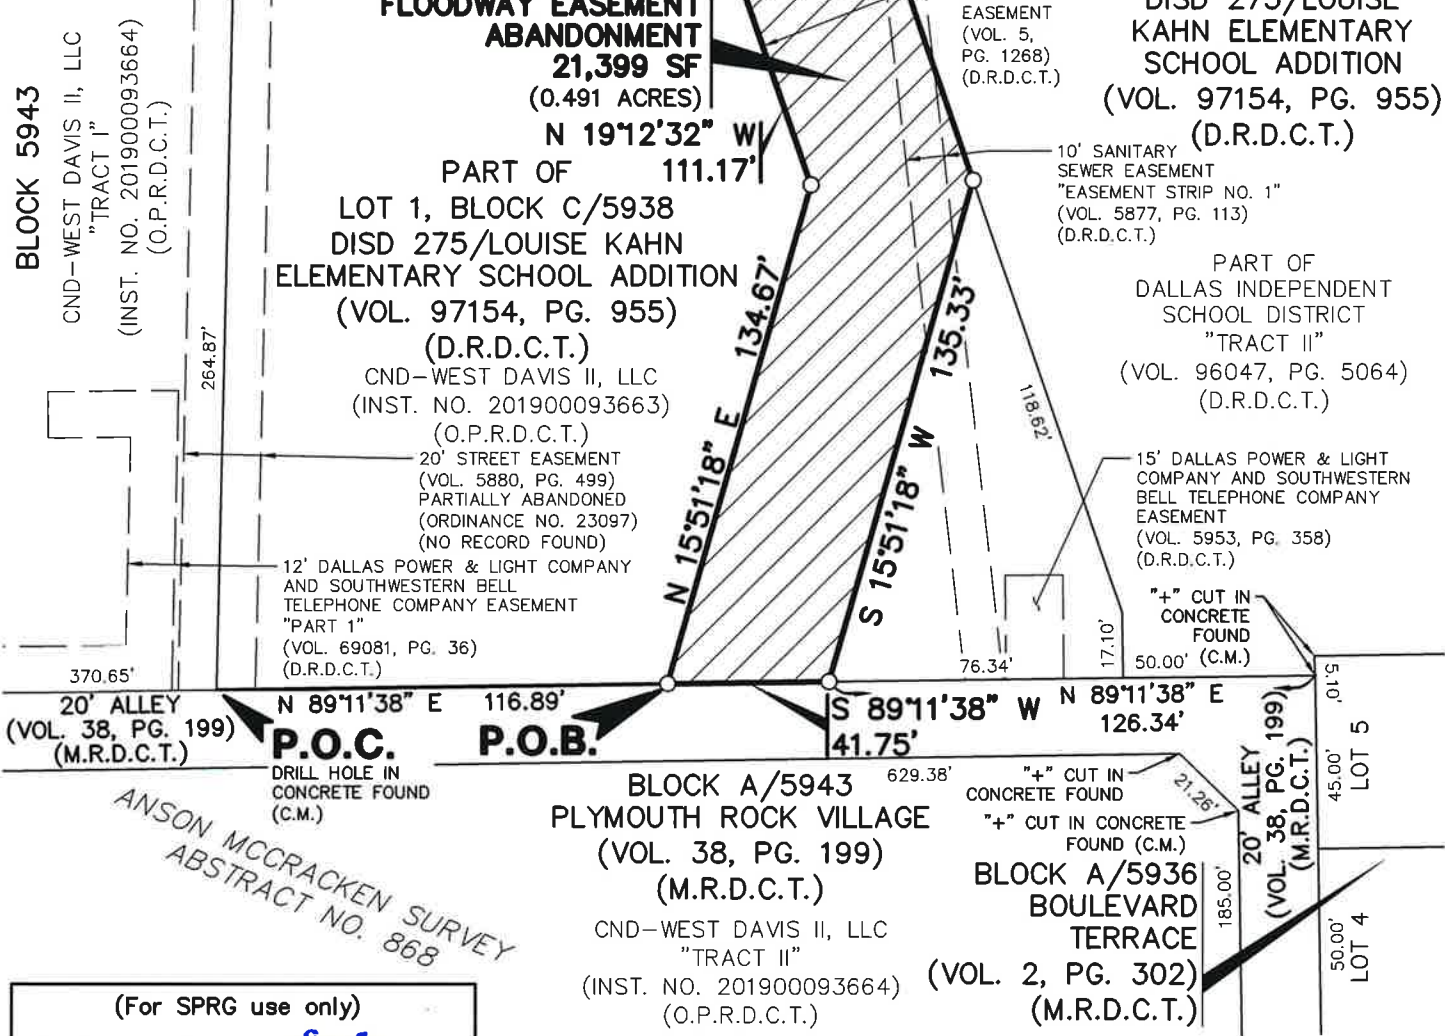 BLOCK 5943
CND-WEST DAVIS II, LLC
"TRACT I"
(INST. NO. 201900093664)
(O.P.R.D.C.T.)
FLOODWAY EASEMENT
ABANDONMENT
21,399 SF
(0.491 ACRES)
N 19°12'32" W
111.17'
PART OF
LOT 1, BLOCK C/5938
DISD 275/LOUISE KAHN
ELEMENTARY SCHOOL ADDITION
(VOL. 97154, PG. 955)
(D.R.D.C.T.)
CND-WEST DAVIS II, LLC
(INST. NO. 201900093663)
(O.P.R.D.C.T.)
264.87'
20' STREET EASEMENT
(VOL. 5880, PG. 499)
PARTIALLY ABANDONED
(ORDINANCE NO. 23097)
(NO RECORD FOUND)
12' DALLAS POWER & LIGHT COMPANY
AND SOUTHWESTERN BELL
TELEPHONE COMPANY EASEMENT
"PART 1"
(VOL. 69081, PG. 36)
(D.R.D.C.T.)
EASEMENT
(VOL. 5,
PG. 1268)
(D.R.D.C.T.)
DISD 275/LOUISE
KAHN ELEMENTARY
SCHOOL ADDITION
(VOL. 97154, PG. 955)
(D.R.D.C.T.)
10' SANITARY
SEWER EASEMENT
"EASEMENT STRIP NO. 1"
(VOL. 5877, PG. 113)
(D.R.D.C.T.)
PART OF
DALLAS INDEPENDENT
SCHOOL DISTRICT
"TRACT II"
(VOL. 96047, PG. 5064)
(D.R.D.C.T.)
N 15°51'18" E
134.67'
S 15°51'18" W
135.33'
118.62'
15' DALLAS POWER & LIGHT
COMPANY AND SOUTHWESTERN
BELL TELEPHONE COMPANY
EASEMENT
(VOL. 5953, PG. 358)
(D.R.D.C.T.)
"+" CUT IN
CONCRETE
FOUND
(C.M.)
370.65'
76.34'
17.10'
50.00'
5.10'
20' ALLEY
(VOL. 38, PG. 199)
(M.R.D.C.T.)
N 89°11'38" E
116.89'
P.O.C.
DRILL HOLE IN
CONCRETE FOUND
(C.M.)
P.O.B.
S 89°11'38" W
41.75'
N 89°11'38" E
126.34'
629.38'
"+" CUT IN
CONCRETE FOUND
21.26'
"+" CUT IN CONCRETE
FOUND (C.M.)
20' ALLEY
(VOL. 38, PG. 199)
(M.R.D.C.T.)
45.00'
LOT 5
185.00'
50.00'
LOT 4
ANSON MCCRACKEN SURVEY
ABSTRACT NO. 868
BLOCK A/5943
PLYMOUTH ROCK VILLAGE
(VOL. 38, PG. 199)
(M.R.D.C.T.)
CND-WEST DAVIS II, LLC
"TRACT II"
(INST. NO. 201900093664)
(O.P.R.D.C.T.)
BLOCK A/5936
BOULEVARD
TERRACE
(VOL. 2, PG. 302)
(M.R.D.C.T.)
(For SPRG use only)